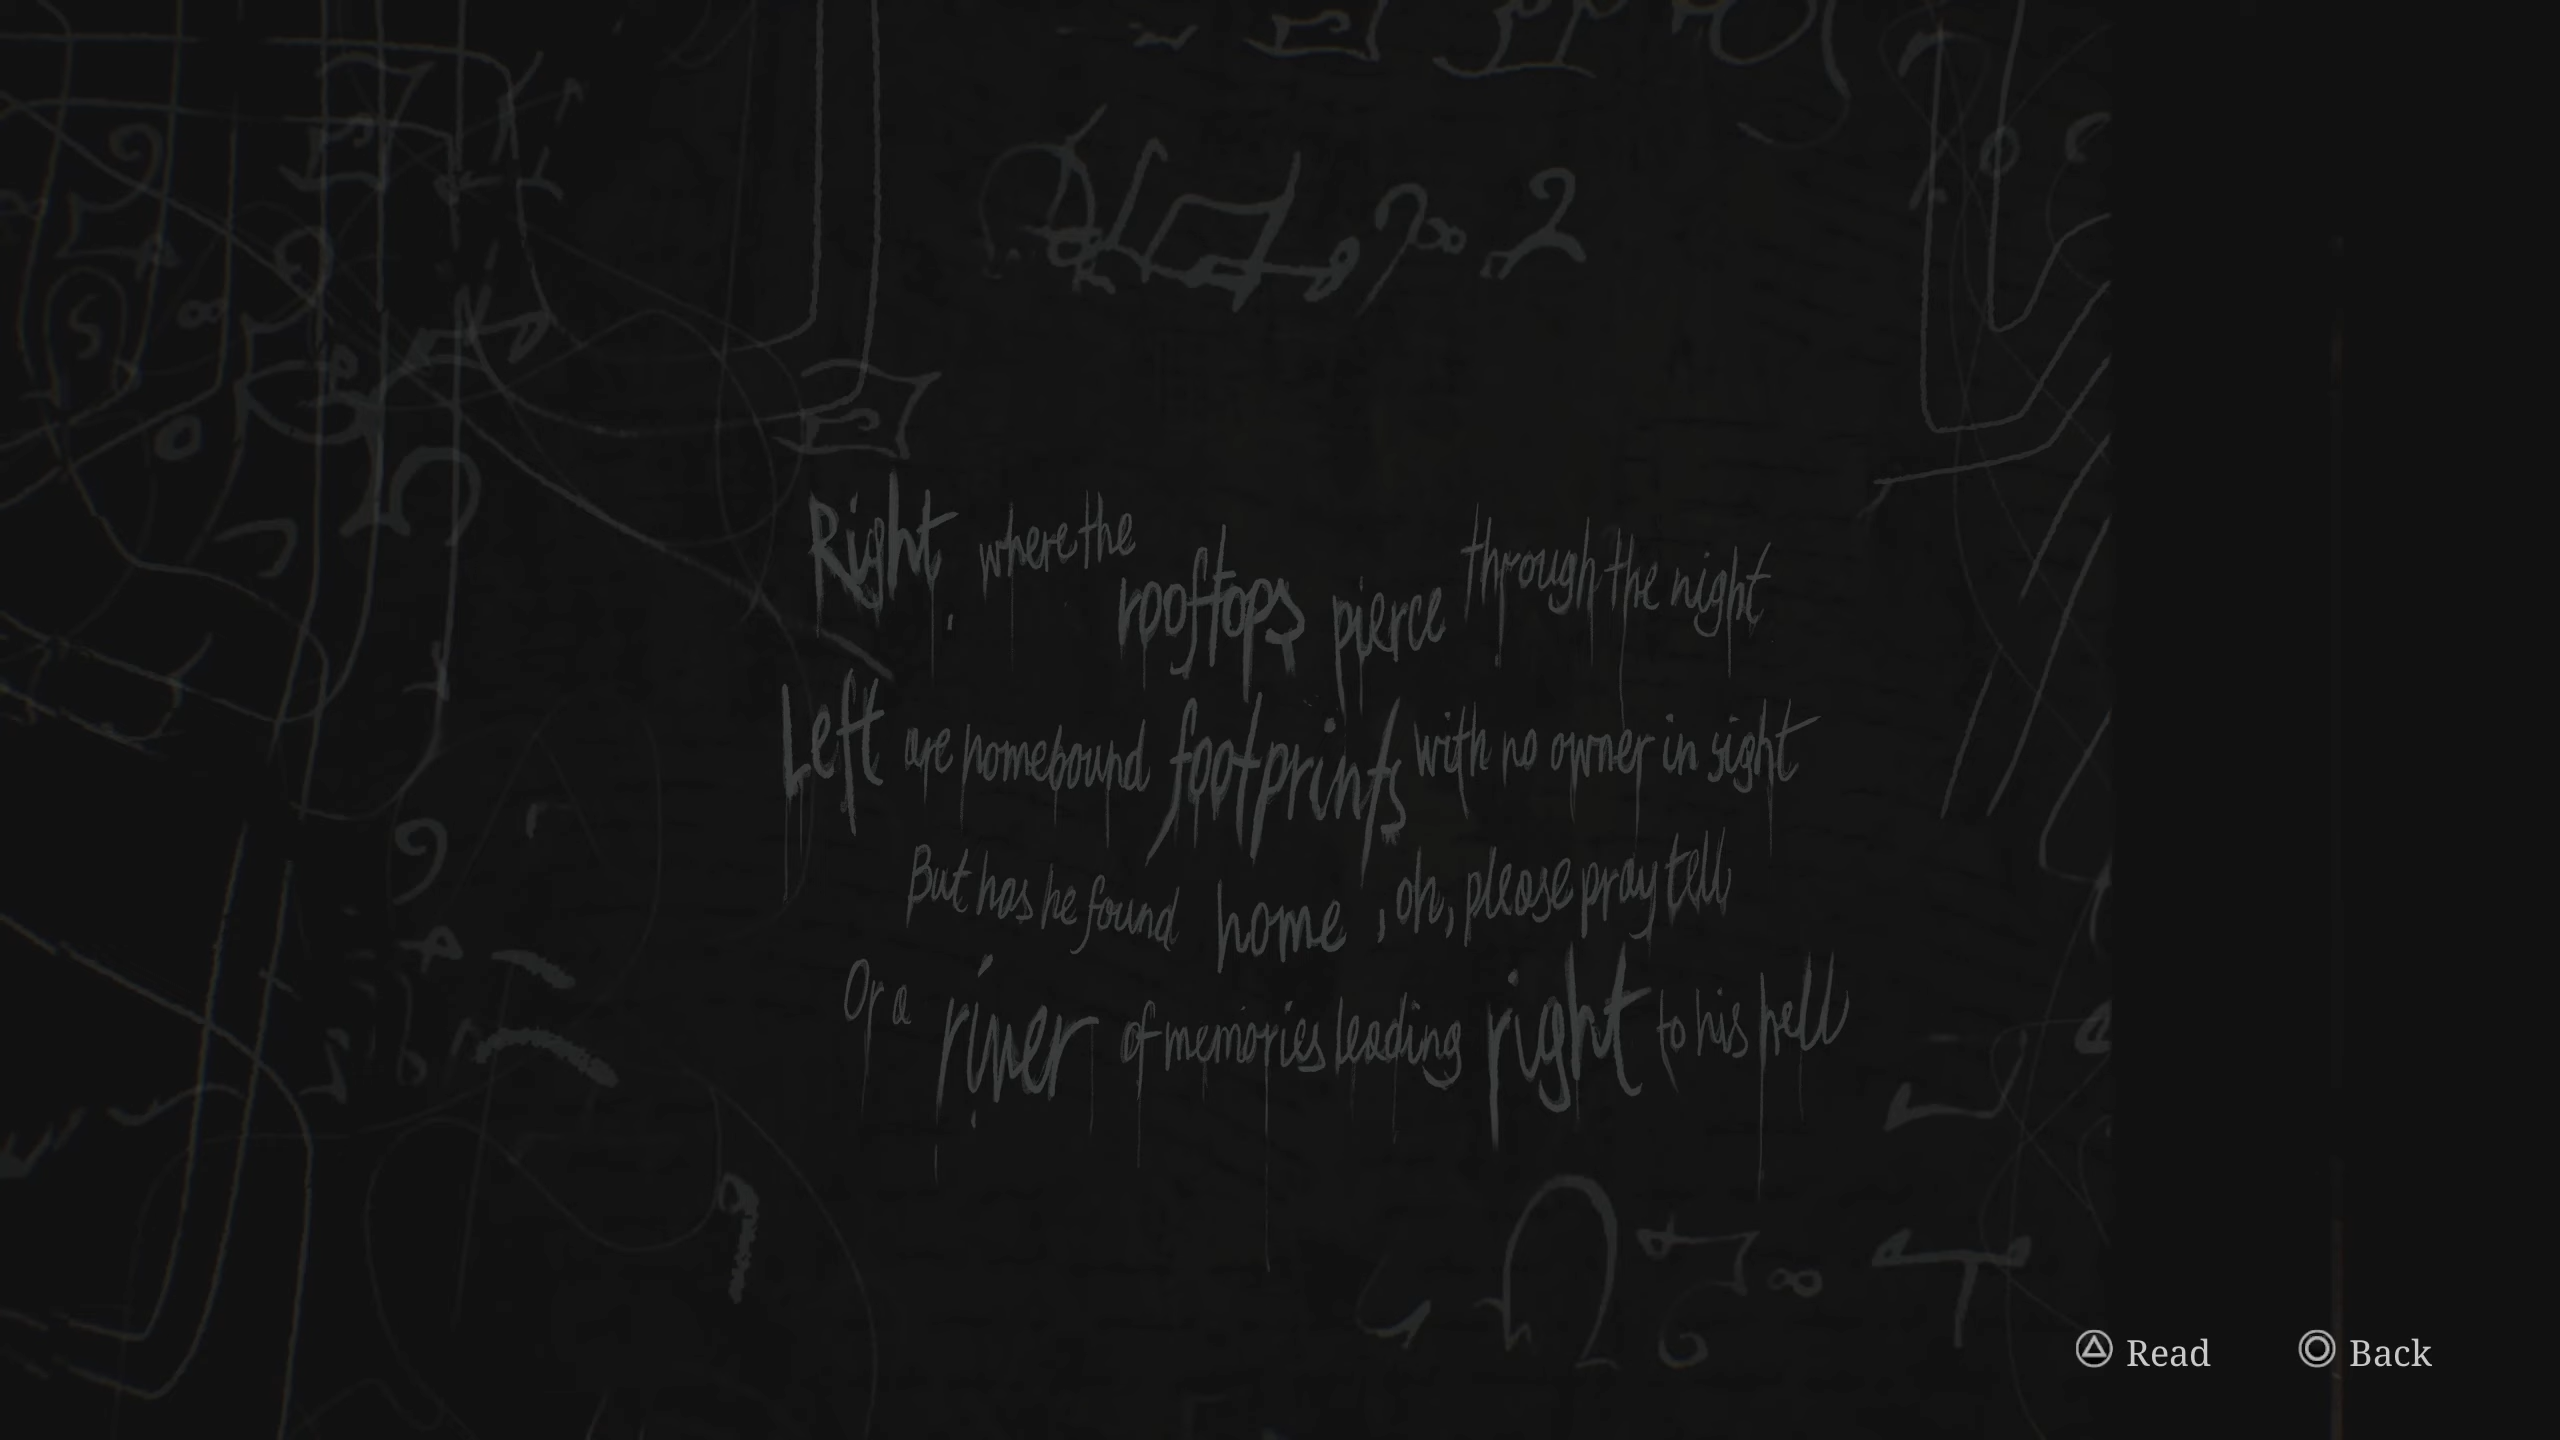 Right where the rooftops pierce through the night
Left are homebound footprints with no owner in sight
But has he found home, oh, please pray tell
Or a river of memories leading right to his hell
Read Back